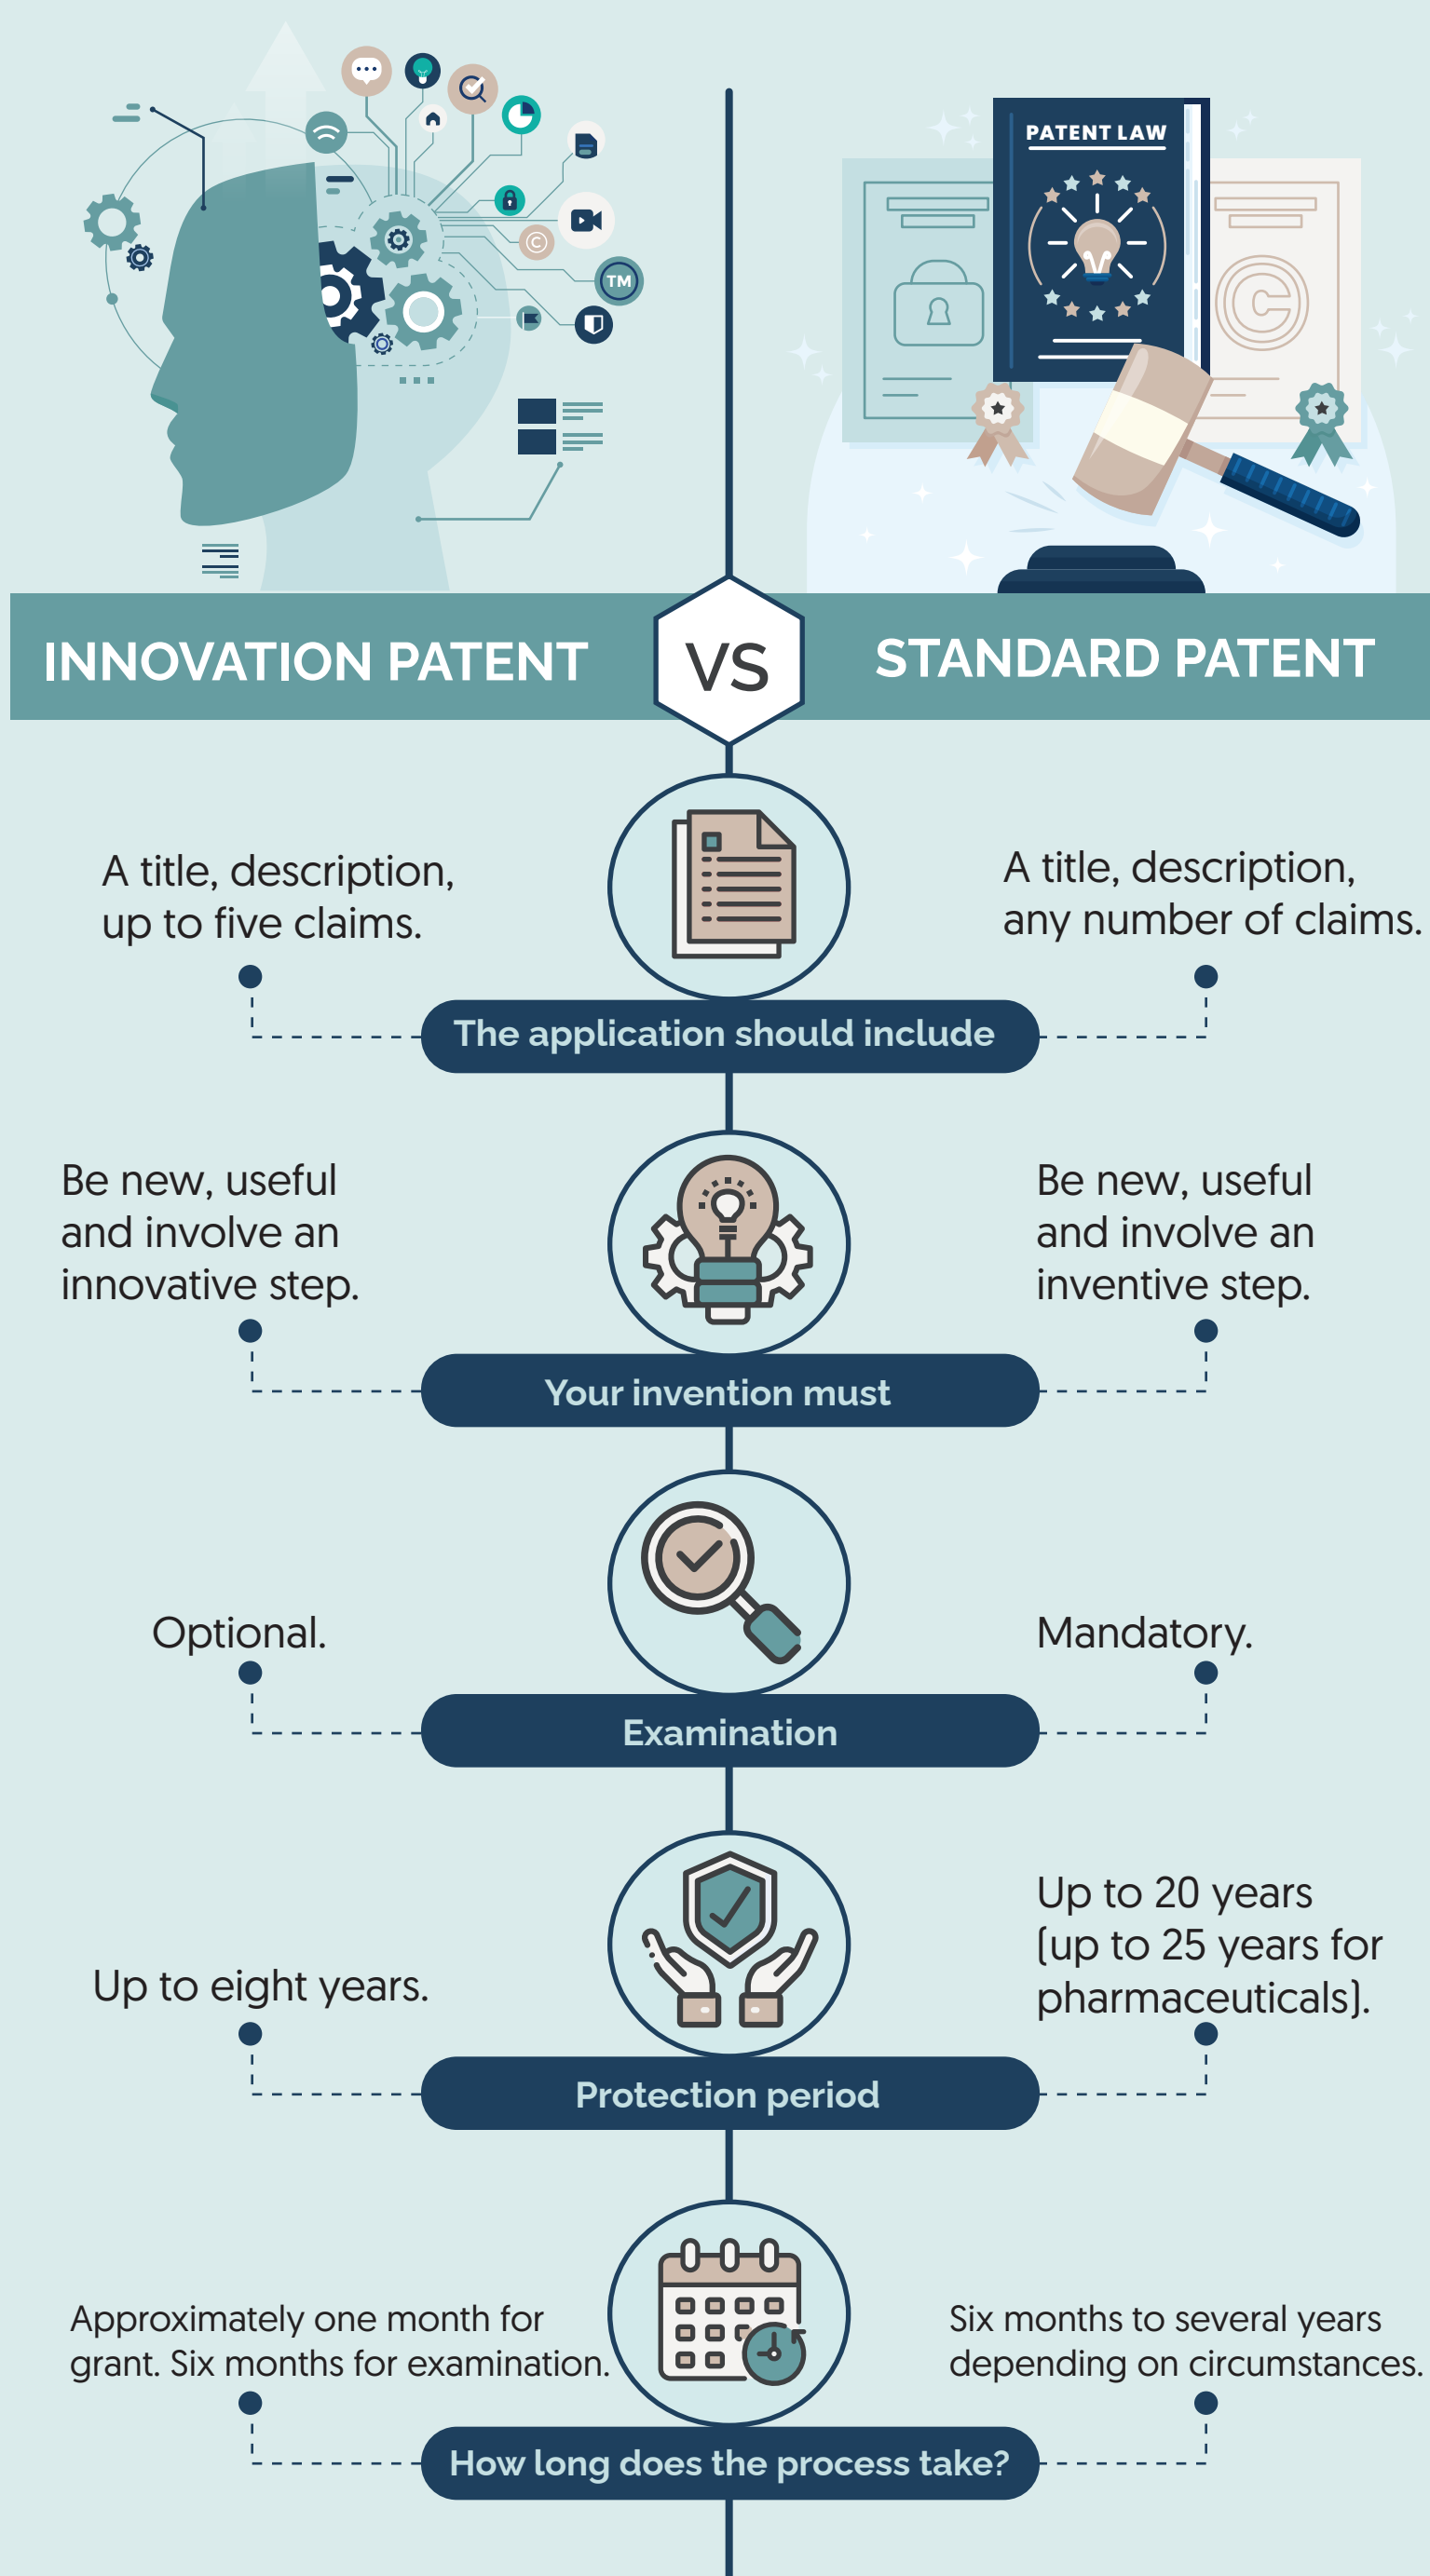 PATENT LAW
C
TM
C
INNOVATION PATENT
VS
STANDARD PATENT
A title, description,
up to five claims.
A title, description,
any number of claims.
The application should include
Be new, useful
and involve an
innovative step.
Be new, useful
and involve an
inventive step.
Your invention must
Optional.
Mandatory.
Examination
Up to eight years.
Up to 20 years
(up to 25 years for
pharmaceuticals).
Protection period
Approximately one month for
grant. Six months for examination.
Six months to several years
depending on circumstances.
How long does the process take?